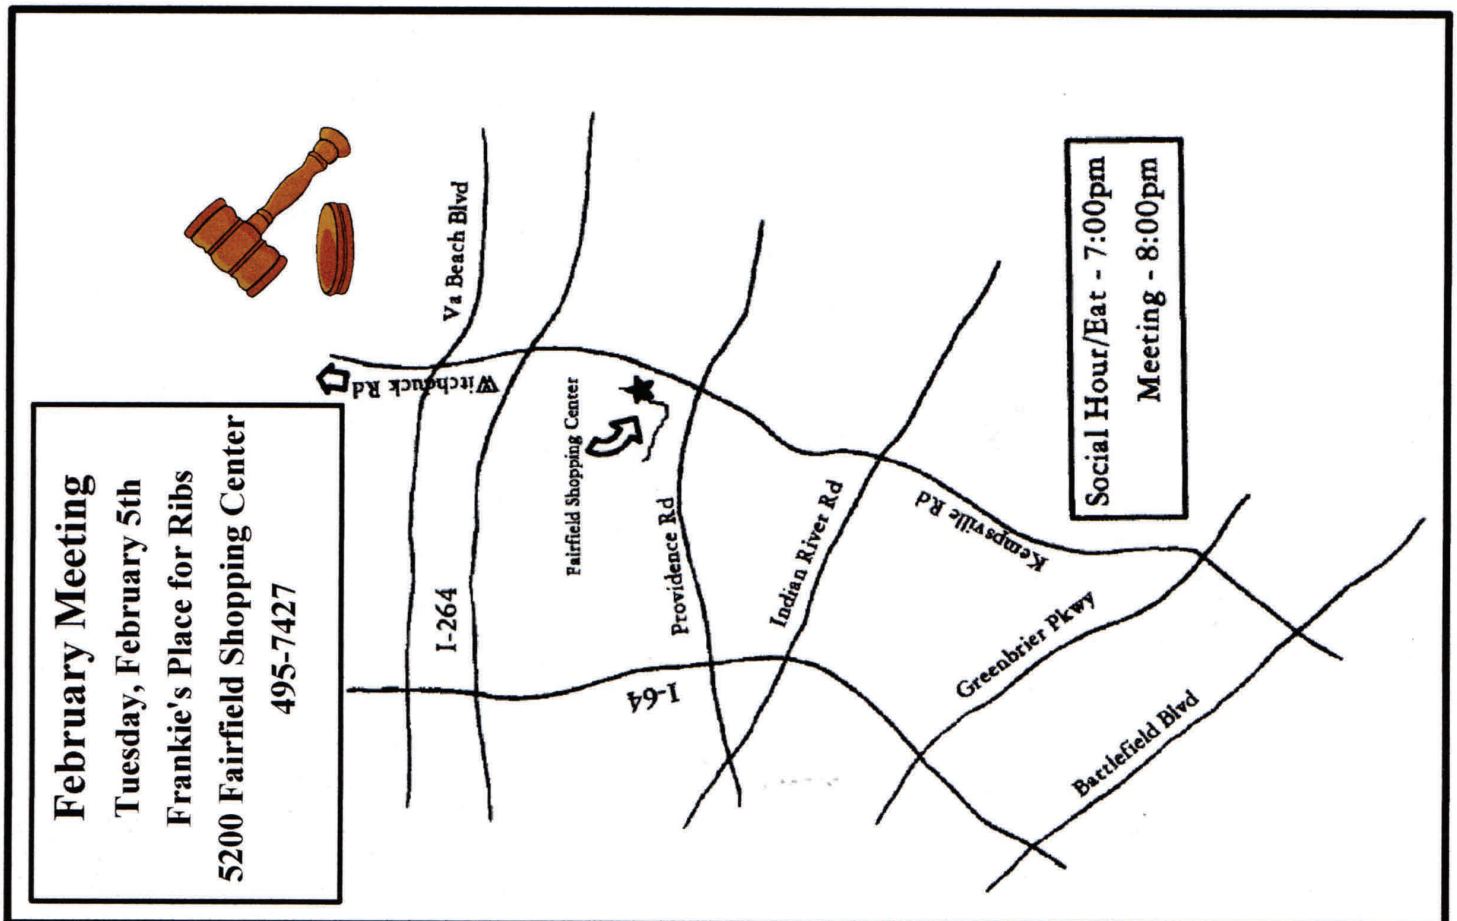 February Meeting
Tuesday, February 5th
Frankie's Place for Ribs
5200 Fairfield Shopping Center
495-7427
Va Beach Blvd
Witchduck Rd
I-264
Fairfield Shopping Center
Providence Rd
I-64
Indian River Rd
Kempsville Rd
Greenbrier Pkwy
Battlefield Blvd
Social Hour/Eat - 7:00pm
Meeting - 8:00pm